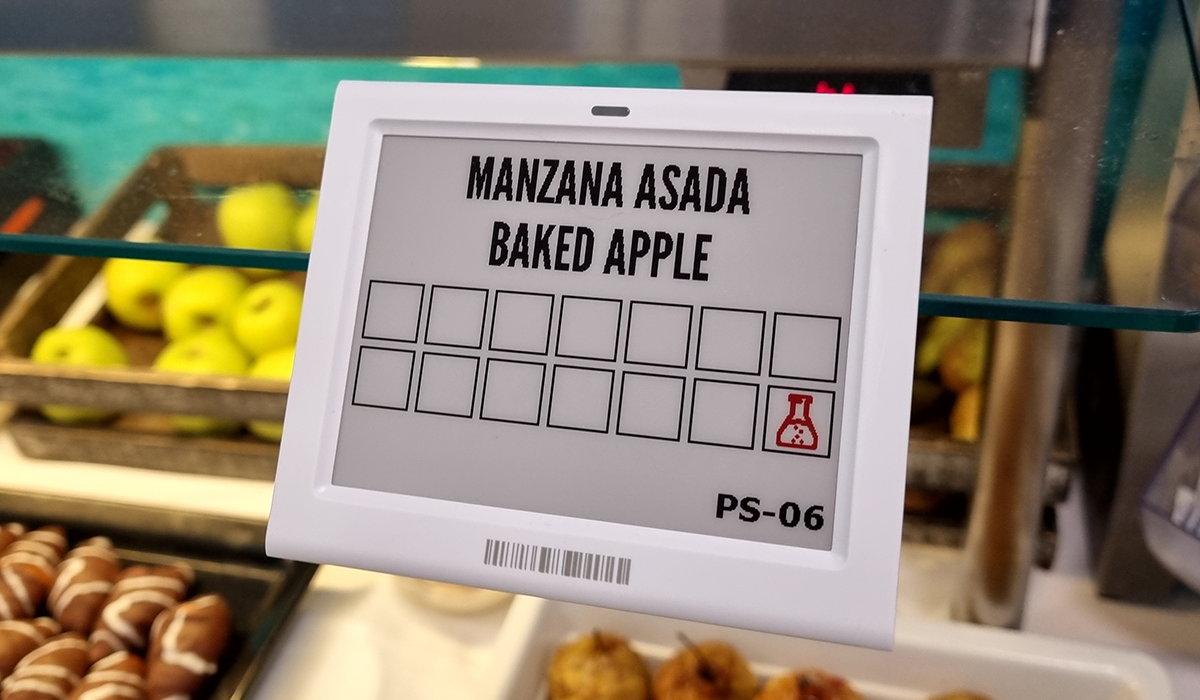 MANZANA ASADA
BAKED APPLE
PS-06